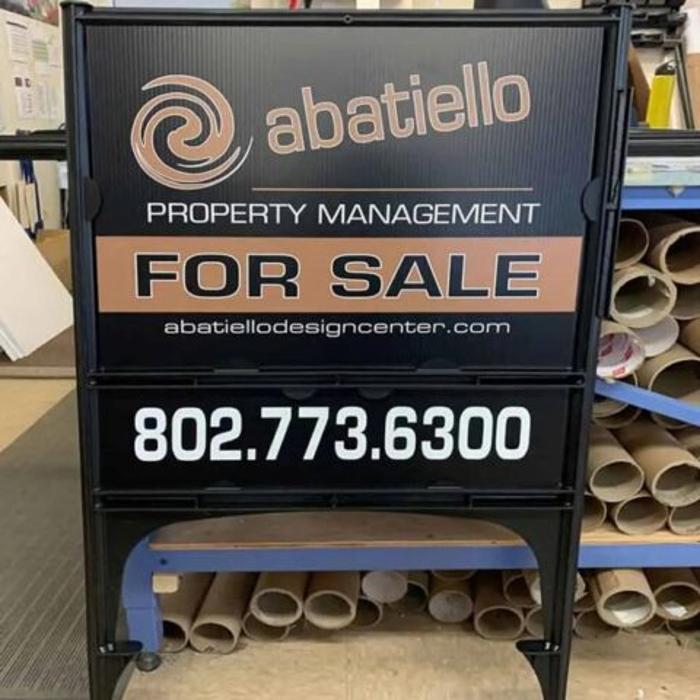 abatiello
PROPERTY MANAGEMENT
FOR SALE
abatiellodesigncenter.com
802.773.6300